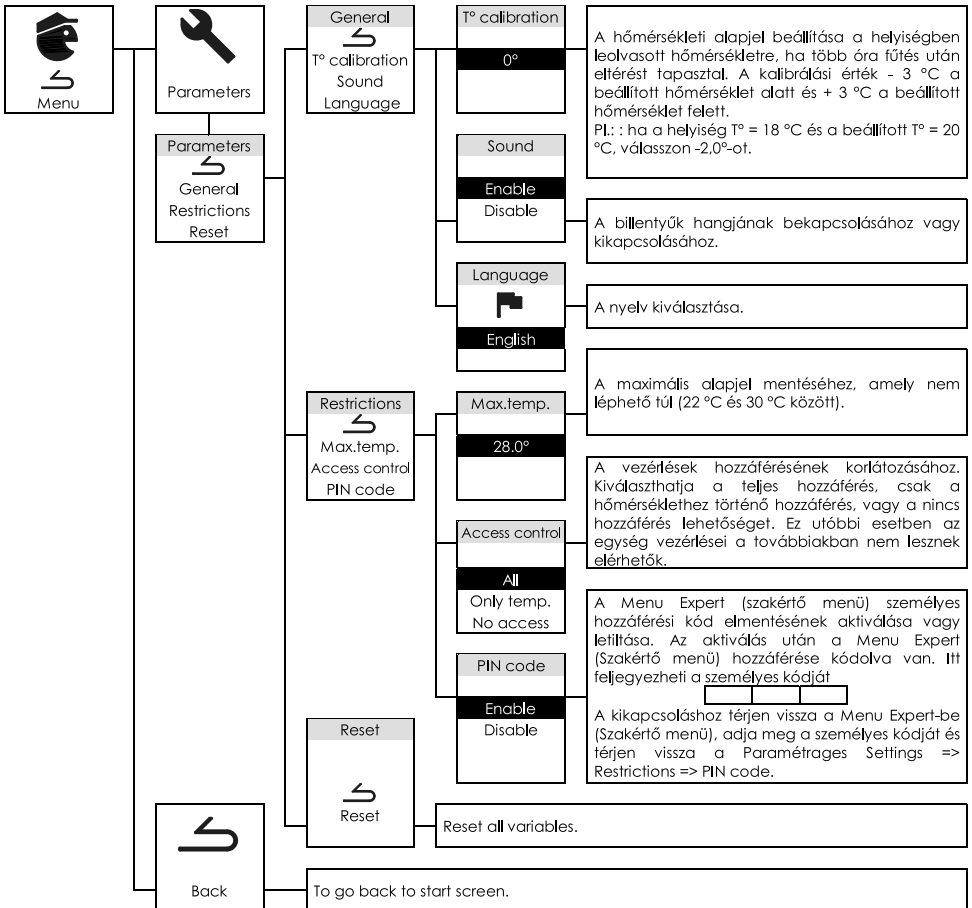 Menu
Parameters
Parameters
General
Restrictions
Reset
General
T° calibration
Sound
Language
T° calibration
0°
A hőmérsékleti alapjel beállítása a helyiségben
leolvasott hőmérsékletre, ha több óra fűtés után
eltérést tapasztal. A kalibrálási érték - 3 °C a
beállított hőmérséklet alatt és + 3 °C a beállított
hőmérséklet felett.
Pl.: : ha a helyiség T° = 18 °C és a beállított T° = 20
°C, válasszon -2,0°-ot.
Sound
Enable
Disable
A billentyűk hangjának bekapcsolásához vagy
kikapcsolásához.
Language
English
A nyelv kiválasztása.
Restrictions
Max.temp.
Access control
PIN code
Max.temp.
28.0°
A maximális alapjel mentéséhez, amely nem
léphető túl (22 °C és 30 °C között).
Access control
All
Only temp.
No access
A vezérlések hozzáférésének korlátozásához.
Kiválaszthatja a teljes hozzáférés, csak a
hőmérséklethez történő hozzáférés, vagy a nincs
hozzáférés lehetőséget. Ez utóbbi esetben az
egység vezérlései a továbbiakban nem lesznek
elérhetők.
PIN code
Enable
Disable
A Menu Expert (szakértő menü) személyes
hozzáférési kód elmentésének aktiválása vagy
letiltása. Az aktiválás után a Menu Expert
(Szakértő menü) hozzáférése kódolva van. Itt
feljegyezheti a személyes kódját
A kikapcsoláshoz térjen vissza a Menu Expert-be
(Szakértő menü), adja meg a személyes kódját és
térjen vissza a Paramétrages Settings =>
Restrictions => PIN code.
Reset
Reset
Reset all variables.
Back
To go back to start screen.